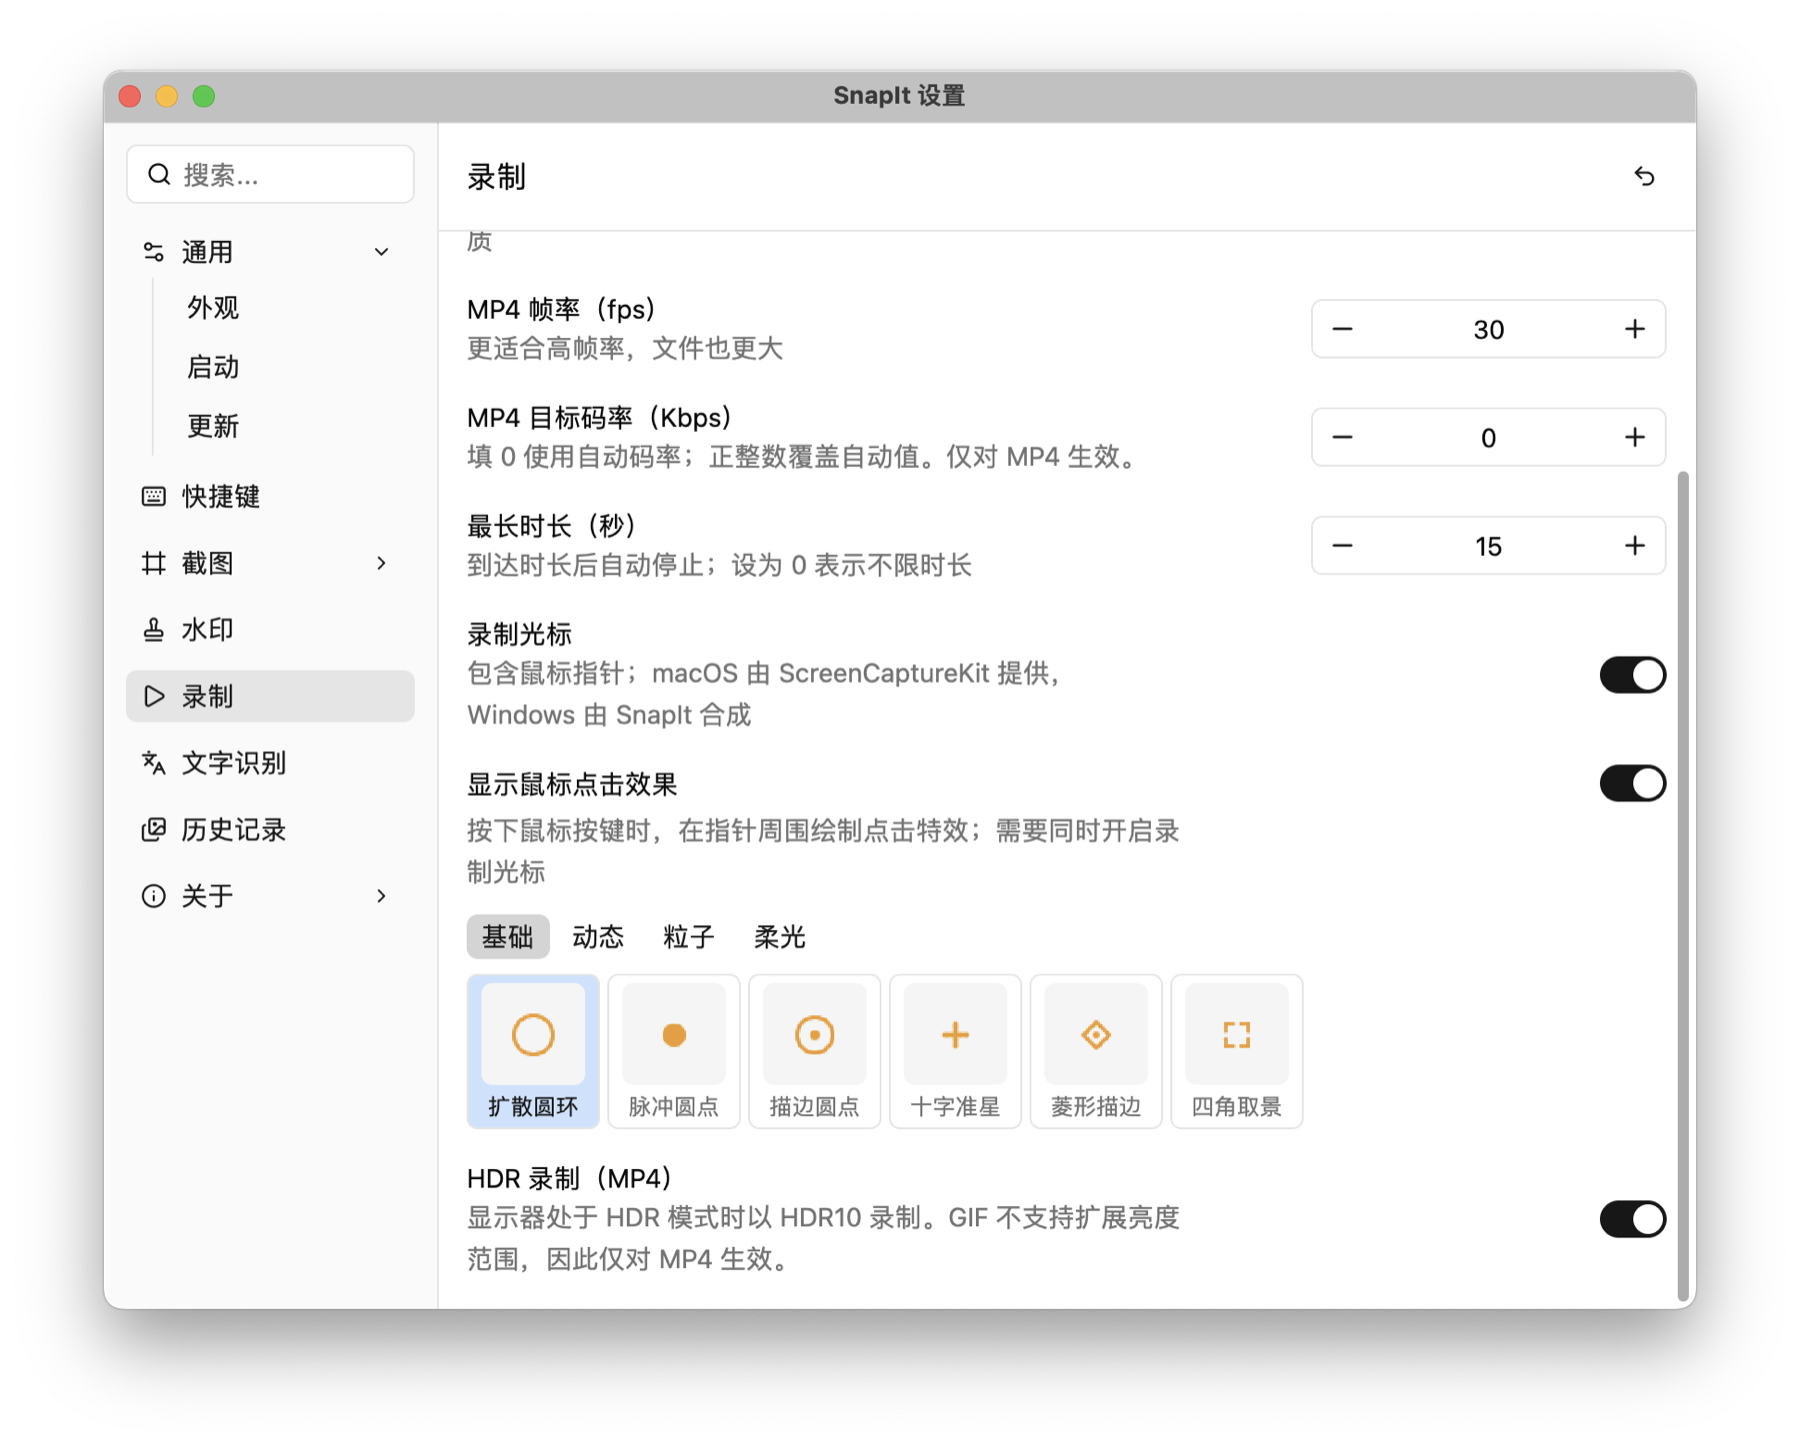 SnapIt 设置
搜索...
通用
外观
启动
更新
快捷键
截图
水印
录制
文字识别
历史记录
关于
录制
质
MP4 帧率（fps）
更适合高帧率，文件也更大
30
MP4 目标码率（Kbps）
填 0 使用自动码率；正整数覆盖自动值。仅对 MP4 生效。
0
最长时长（秒）
到达时长后自动停止；设为 0 表示不限时长
15
录制光标
包含鼠标指针；macOS 由 ScreenCaptureKit 提供，
Windows 由 SnapIt 合成
显示鼠标点击效果
按下鼠标按键时，在指针周围绘制点击特效；需要同时开启录
制光标
基础 动态 粒子 柔光
扩散圆环 脉冲圆点 描边圆点 十字准星 菱形描边 四角取景
HDR 录制（MP4）
显示器处于 HDR 模式时以 HDR10 录制。GIF 不支持扩展亮度
范围，因此仅对 MP4 生效。